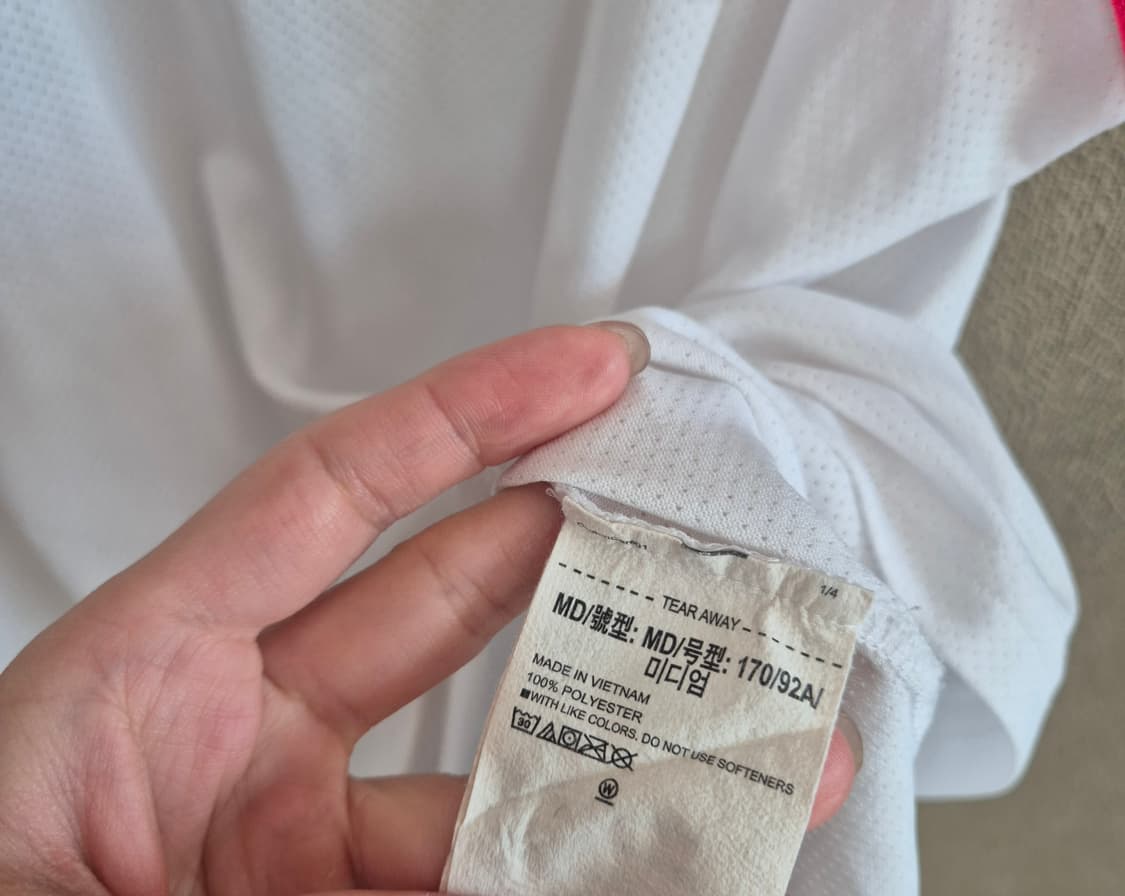 1/4
TEAR AWAY
MD/號型: MD/号型: 170/92A/
미디엄
MADE IN VIETNAM
100% POLYESTER
WITH LIKE COLORS. DO NOT USE SOFTENERS
30
W